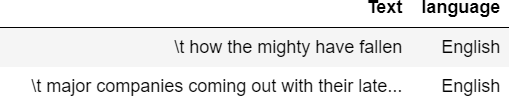 Text language
\t how the mighty have fallen English
\t major companies coming out with their late... English